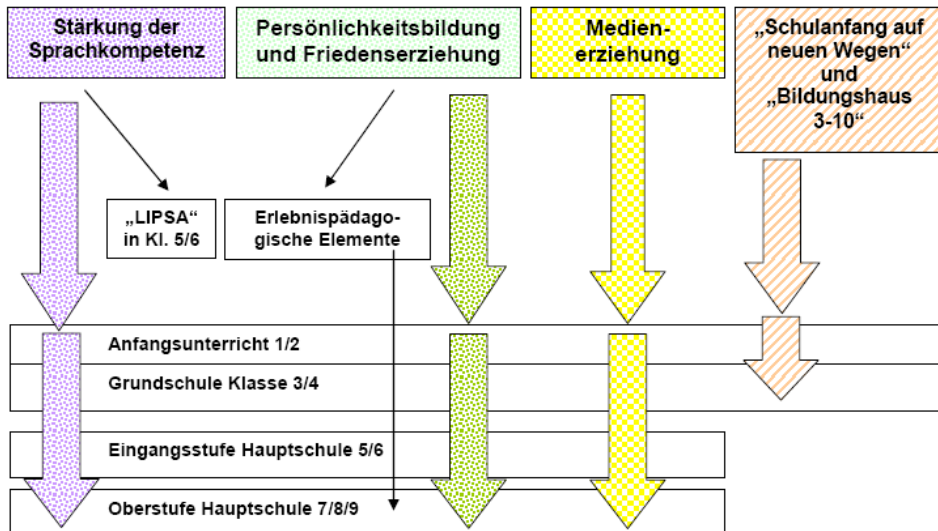 Stärkung der
Sprachkompetenz
Persönlichkeitsbildung
und Friedenserziehung
Medien-
erziehung
„Schulanfang auf
neuen Wegen“
und
„Bildungshaus
3-10“
„LIPSA“
in Kl. 5/6
Erlebnispädago-
gische Elemente
Anfangsunterricht 1/2
Grundschule Klasse 3/4
Eingangsstufe Hauptschule 5/6
Oberstufe Hauptschule 7/8/9